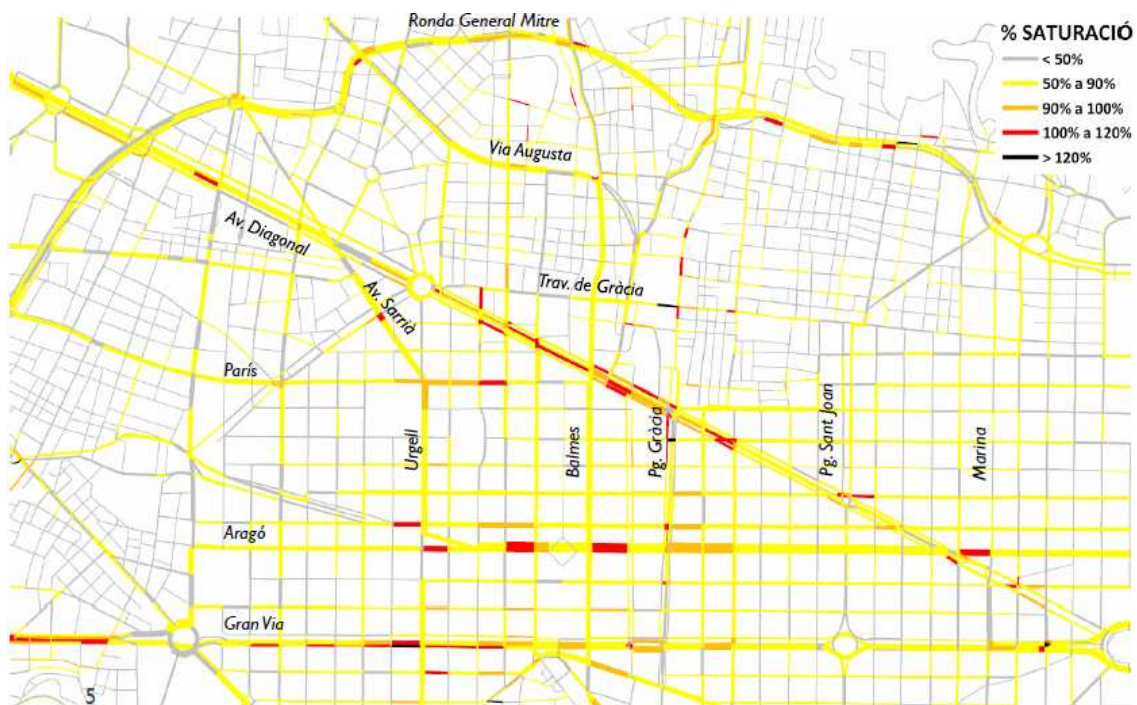 Ronda General Mitre
% SATURACIÓ
< 50%
50% a 90%
90% a 100%
100% a 120%
> 120%
Via Augusta
Av. Diagonal
Trav. de Gràcia
Av. Sarrià
París
Urgell
Balmes
Pg. Gràcia
Pg. Sant Joan
Marina
Aragó
Gran Via
5